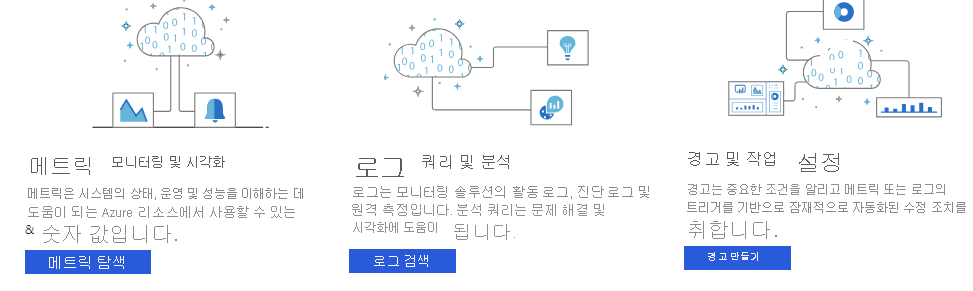 메트릭 모니터링 및 시각화
메트릭은 시스템의 상태, 운영 및 성능을 이해하는 데
도움이 되는 Azure 리소스에서 사용할 수 있는
& 숫자 값입니다.
메트릭 탐색
로그 쿼리 및 분석
로그는 모니터링 솔루션의 활동 로그, 진단 로그 및
원격 측정입니다. 분석 쿼리는 문제 해결 및
시각화에 도움이 됩니다.
로그 검색
경고 및 작업 설정
경고는 중요한 조건을 알리고 메트릭 또는 로그의
트리거를 기반으로 잠재적으로 자동화된 수정 조치를
취합니다.
경고 만들기